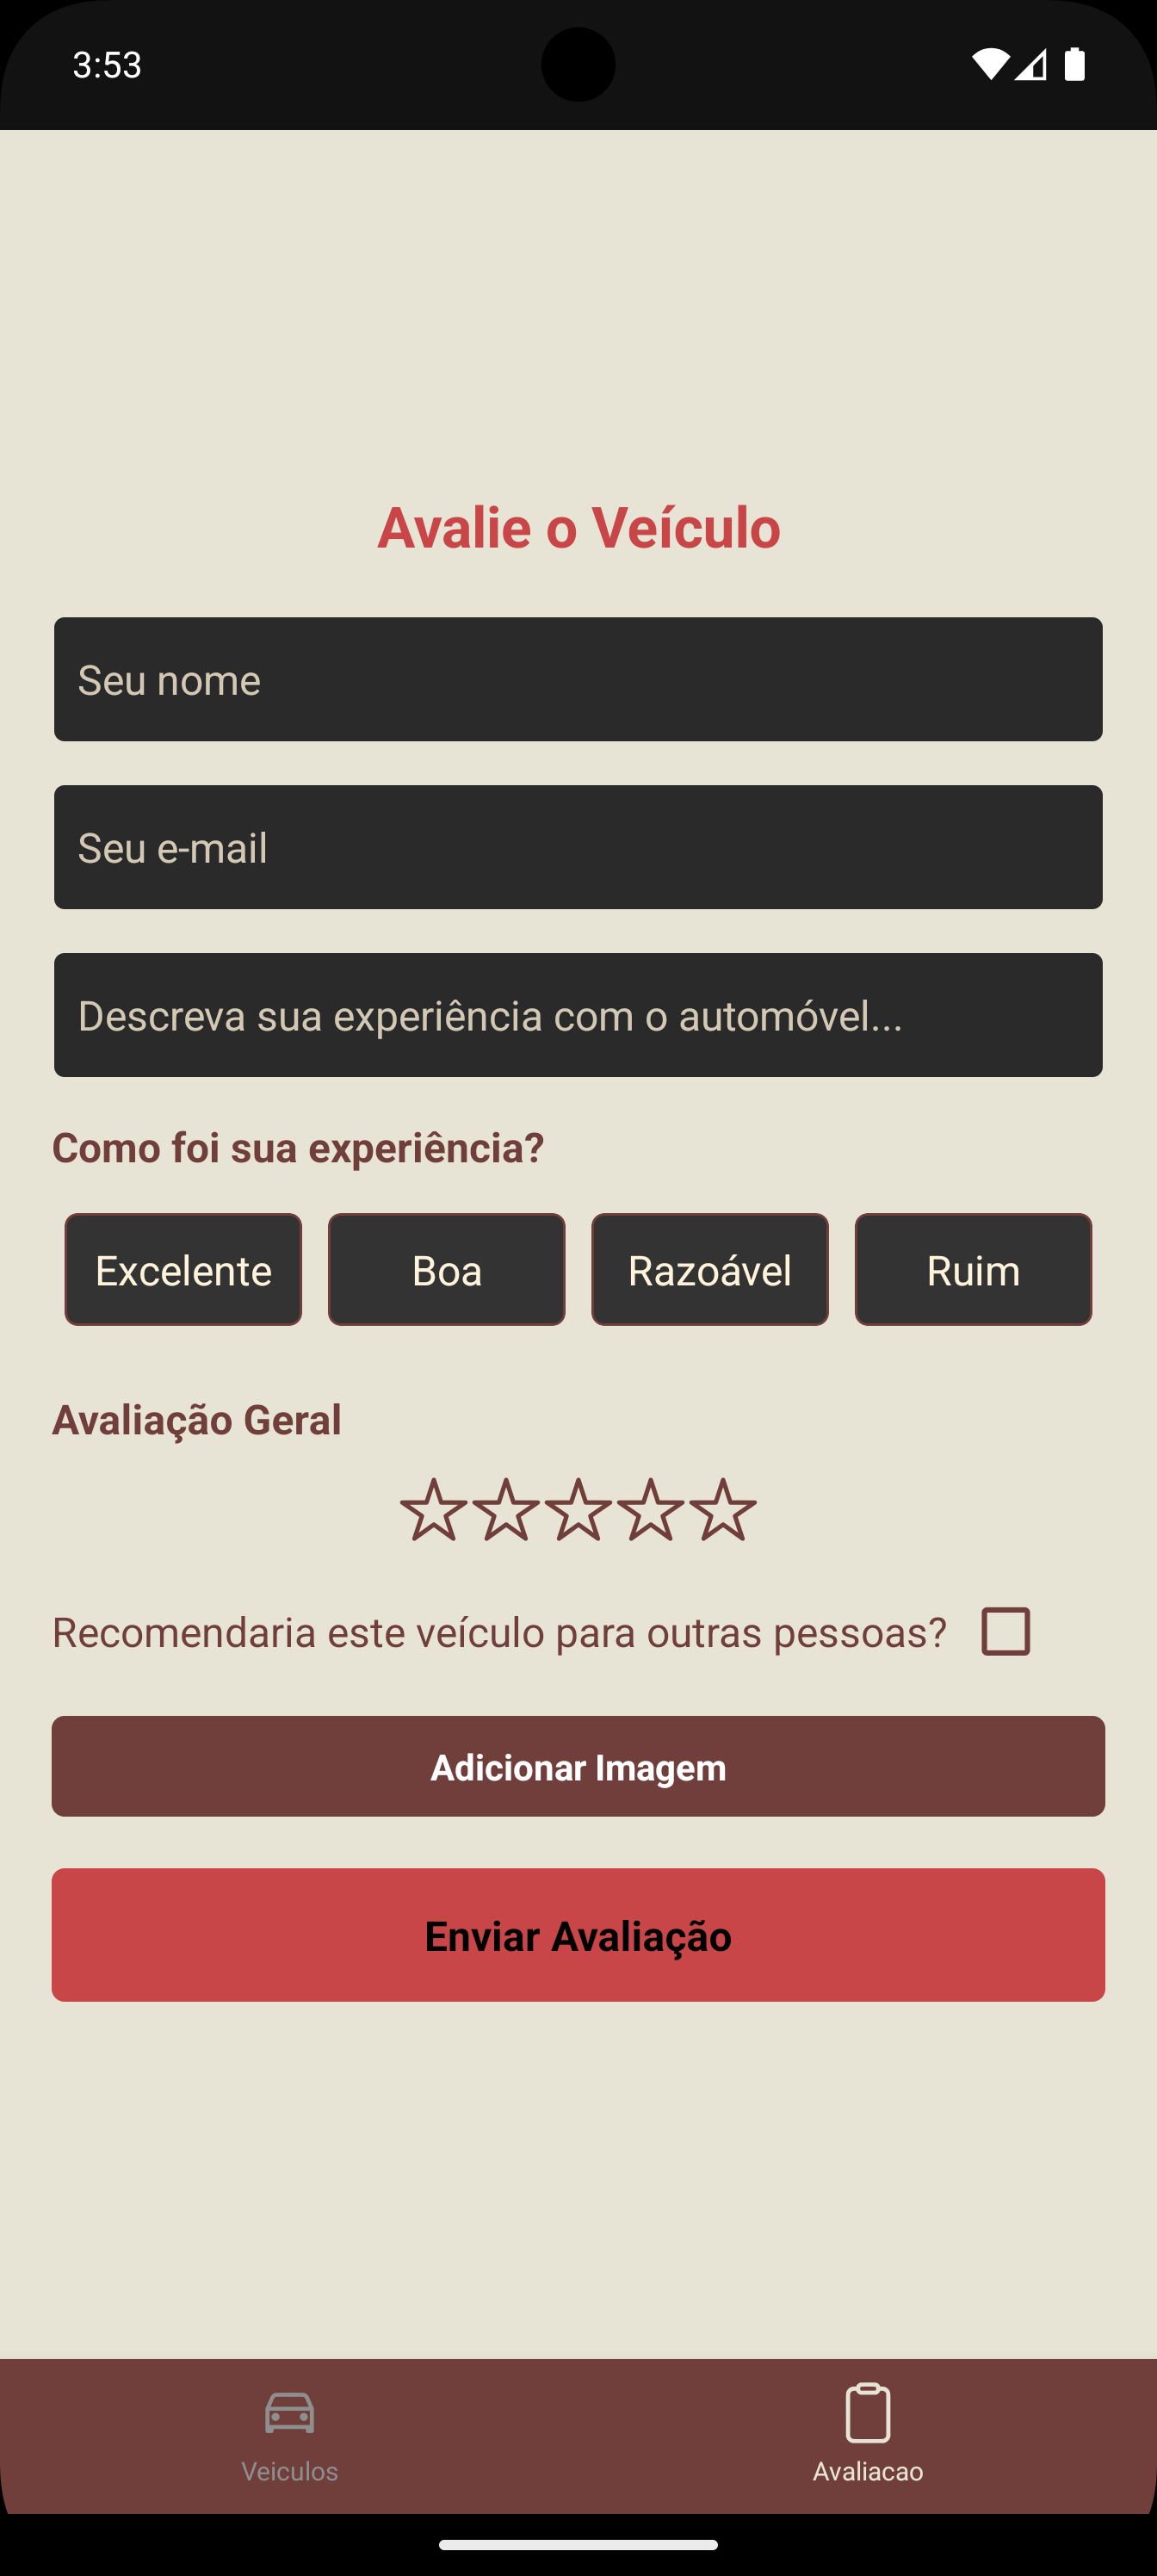 3:53
Avalie o Veículo
Seu nome
Seu e-mail
Descreva sua experiência com o automóvel...
Como foi sua experiência?
Excelente Boa Razoável Ruim
Avaliação Geral
Recomendaria este veículo para outras pessoas?
Adicionar Imagem
Enviar Avaliação
Veiculos Avaliacao